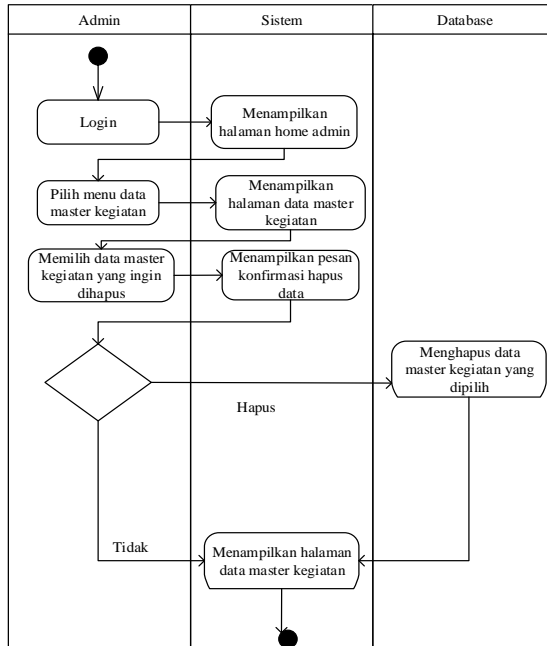 Admin
Sistem
Database
Login
Menampilkan
halaman home admin
Pilih menu data
master kegiatan
Menampilkan
halaman data master
kegiatan
Memilih data master
kegiatan yang ingin
dihapus
Menampilkan pesan
konfirmasi hapus
data
Menghapus data
master kegiatan yang
dipilih
Hapus
Tidak
Menampilkan halaman
data master kegiatan